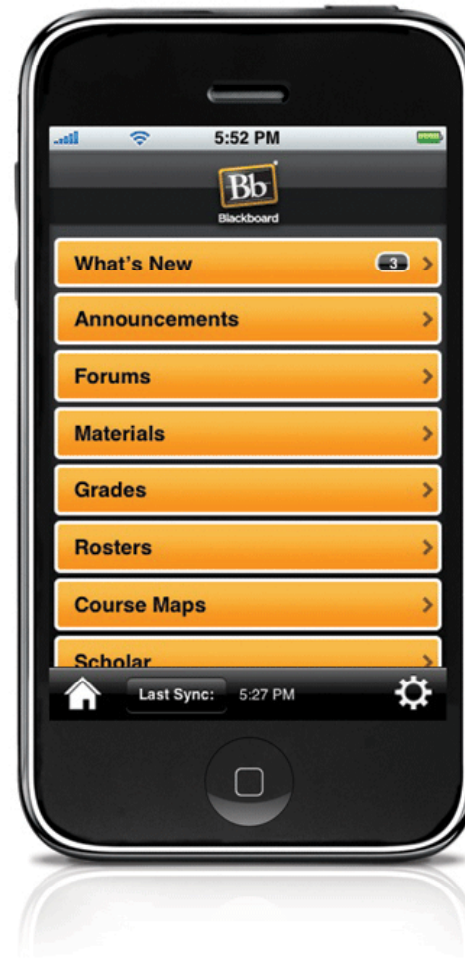 5:52 PM
Bb
Blackboard
What's New 3
Announcements
Forums
Materials
Grades
Rosters
Course Maps
Scholar
Last Sync: 5:27 PM